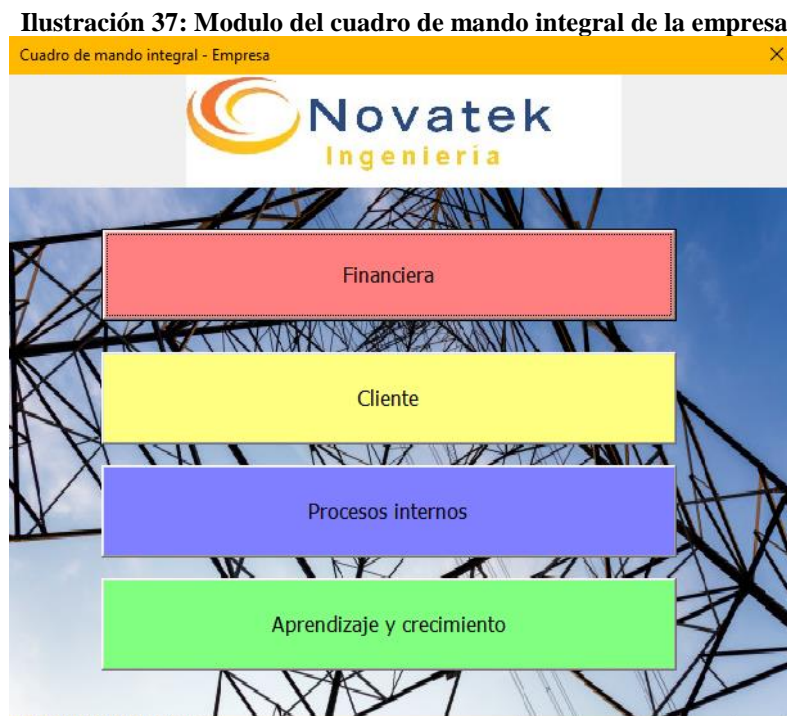 Ilustración 37: Modulo del cuadro de mando integral de la empresa
Cuadro de mando integral - Empresa
Novatek
Ingeniería
Financiera
Cliente
Procesos internos
Aprendizaje y crecimiento